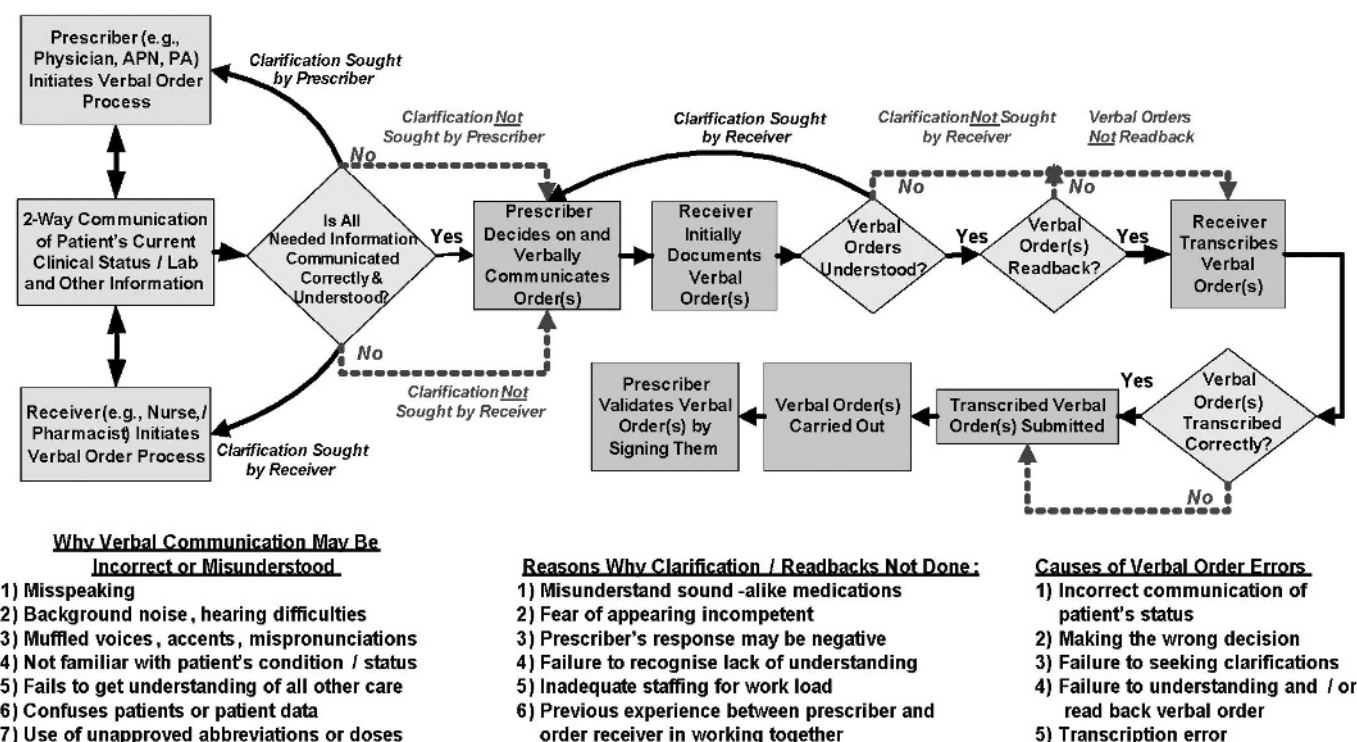 Prescriber (e.g.,
Physician, APN, PA)
Initiates Verbal Order
Process
Clarification Sought
by Prescriber
2-Way Communication
of Patient's Current
Clinical Status / Lab
and Other Information
Receiver (e.g., Nurse, /
Pharmacist) Initiates
Verbal Order Process
Clarification Sought
by Receiver
Is All
Needed Information
Communicated
Correctly &
Understood?
No
Clarification Not
Sought by Prescriber
Yes
No
Clarification Not
Sought by Receiver
Prescriber
Decides on and
Verbally
Communicates
Order(s)
Clarification Sought
by Receiver
Receiver
Initially
Documents
Verbal
Order(s)
Verbal
Orders
Understood?
Clarification Not Sought
by Receiver
No
Yes
Verbal
Order(s)
Readback?
Verbal Orders
Not Readback
No
Yes
Receiver
Transcribes
Verbal
Order(s)
Verbal
Order(s)
Transcribed
Correctly?
Yes
No
Transcribed Verbal
Order(s) Submitted
Verbal Order(s)
Carried Out
Prescriber
Validates Verbal
Order(s) by
Signing Them
Why Verbal Communication May Be
Incorrect or Misunderstood
1) Misspeaking
2) Background noise, hearing difficulties
3) Muffled voices, accents, mispronunciations
4) Not familiar with patient's condition / status
5) Fails to get understanding of all other care
6) Confuses patients or patient data
7) Use of unapproved abbreviations or doses
Reasons Why Clarification / Readbacks Not Done:
1) Misunderstand sound-alike medications
2) Fear of appearing incompetent
3) Prescriber's response may be negative
4) Failure to recognise lack of understanding
5) Inadequate staffing for work load
6) Previous experience between prescriber and
order receiver in working together
Causes of Verbal Order Errors
1) Incorrect communication of
patient's status
2) Making the wrong decision
3) Failure to seeking clarifications
4) Failure to understanding and / or
read back verbal order
5) Transcription error